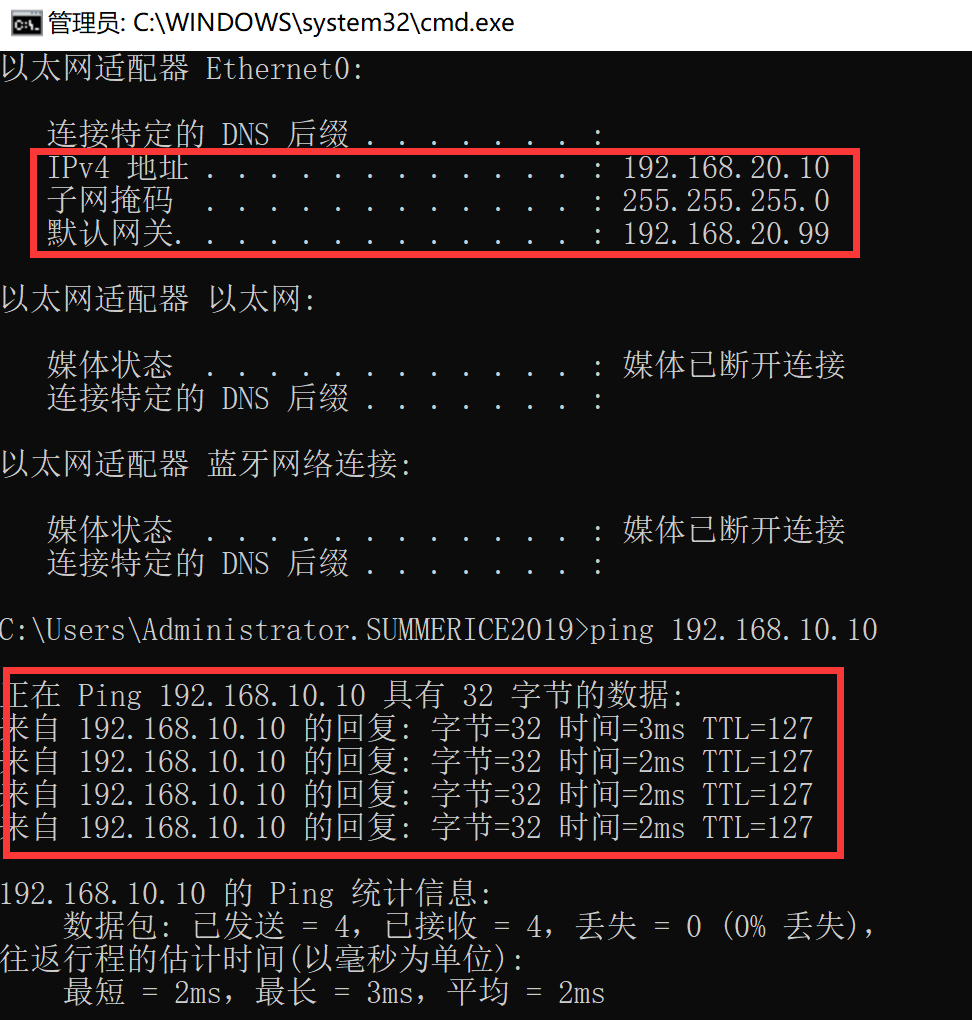 管理员: C:\WINDOWS\system32\cmd.exe
以太网适配器 Ethernet0:
连接特定的 DNS 后缀 . . . . . . . :
IPv4 地址 . . . . . . . . . . . . : 192.168.20.10
子网掩码 . . . . . . . . . . . . : 255.255.255.0
默认网关. . . . . . . . . . . . . : 192.168.20.99
以太网适配器 以太网:
媒体状态 . . . . . . . . . . . . : 媒体已断开连接
连接特定的 DNS 后缀 . . . . . . . :
以太网适配器 蓝牙网络连接:
媒体状态 . . . . . . . . . . . . : 媒体已断开连接
连接特定的 DNS 后缀 . . . . . . . :
C:\Users\Administrator.SUMMERICE2019>ping 192.168.10.10
正在 Ping 192.168.10.10 具有 32 字节的数据:
来自 192.168.10.10 的回复: 字节=32 时间=3ms TTL=127
来自 192.168.10.10 的回复: 字节=32 时间=2ms TTL=127
来自 192.168.10.10 的回复: 字节=32 时间=2ms TTL=127
来自 192.168.10.10 的回复: 字节=32 时间=2ms TTL=127
192.168.10.10 的 Ping 统计信息:
数据包: 已发送 = 4，已接收 = 4，丢失 = 0 (0% 丢失)，
往返行程的估计时间(以毫秒为单位):
最短 = 2ms，最长 = 3ms，平均 = 2ms